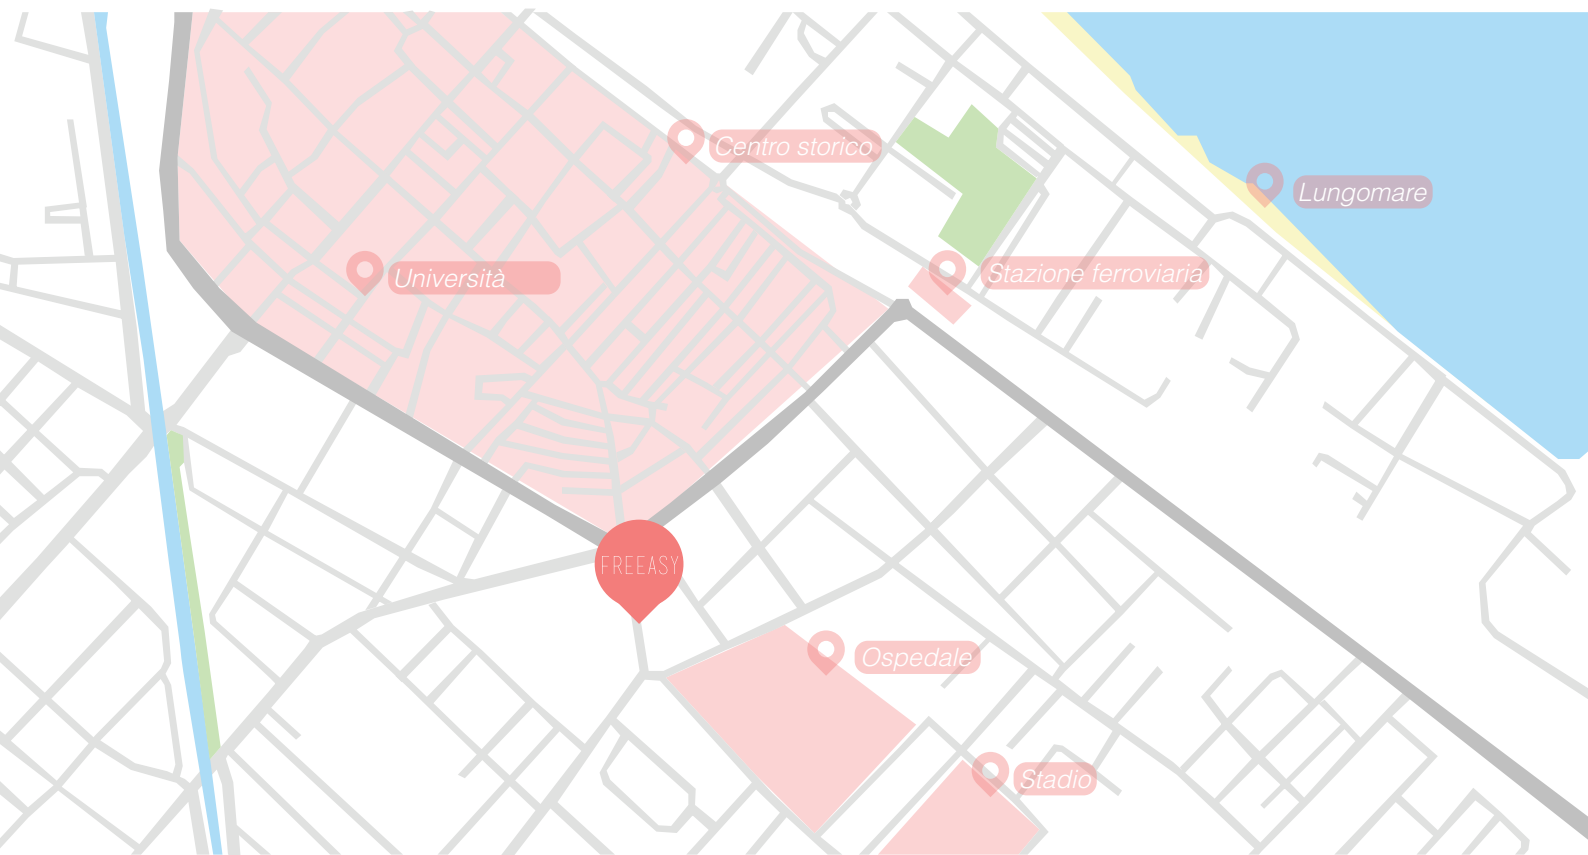 Centro storico
Lungomare
Università
Stazione ferroviaria
FREEASY
Ospedale
Stadio